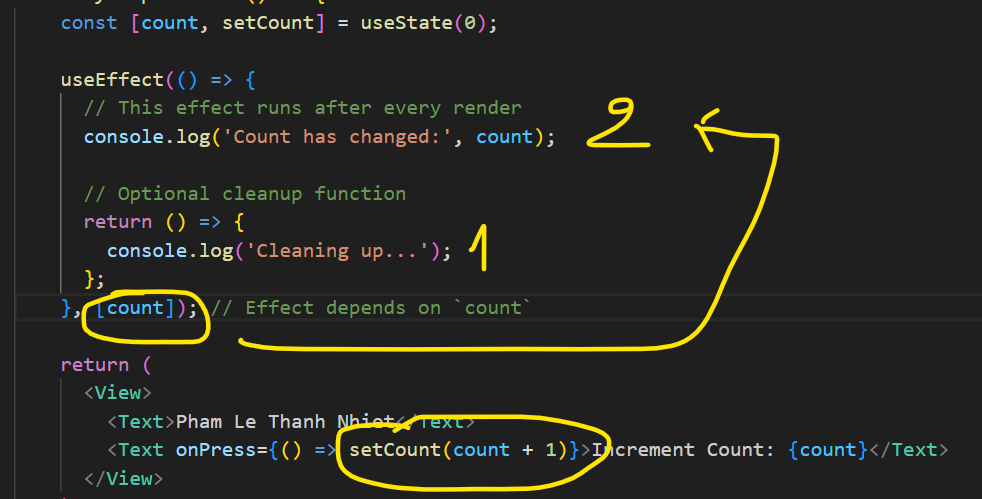 const [count, setCount] = useState(0);
useEffect(() => {
// This effect runs after every render
console.log('Count has changed:', count); 2
// Optional cleanup function
return () => {
console.log('Cleaning up...'); 1
};
}, [count]); // Effect depends on `count`
return (
<View>
<Text>Pham Le Thanh Nhiet</Text>
<Text onPress={() => setCount(count + 1)}>Increment Count: {count}</Text>
</View>